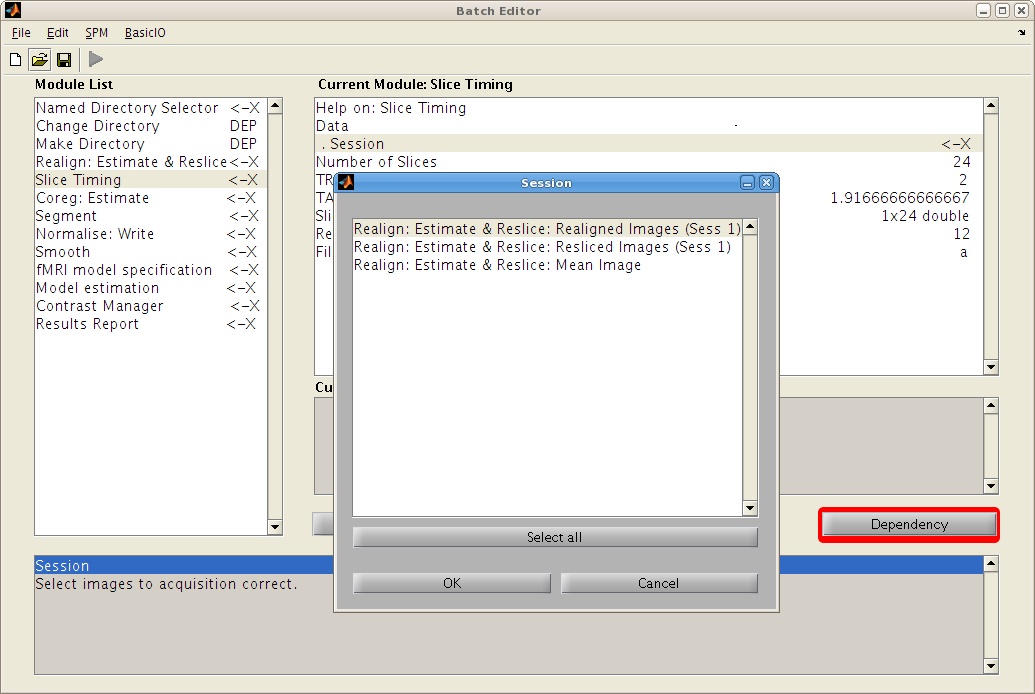 Batch Editor
File Edit SPM BasicIO
Module List
Named Directory Selector <-X
Change Directory DEP
Make Directory DEP
Realign: Estimate & Reslice<-X
Slice Timing <-X
Coreg: Estimate <-X
Segment <-X
Normalise: Write <-X
Smooth <-X
fMRI model specification <-X
Model estimation <-X
Contrast Manager <-X
Results Report <-X
Current Module: Slice Timing
Help on: Slice Timing
Data
. Session <-X
Number of Slices 24
TR 2
TA 1.91666666666667
Sli 1x24 double
Re 12
Fil a
Cu
Session
Realign: Estimate & Reslice: Realigned Images (Sess 1)
Realign: Estimate & Reslice: Resliced Images (Sess 1)
Realign: Estimate & Reslice: Mean Image
Select all
OK Cancel
Dependency
Session
Select images to acquisition correct.